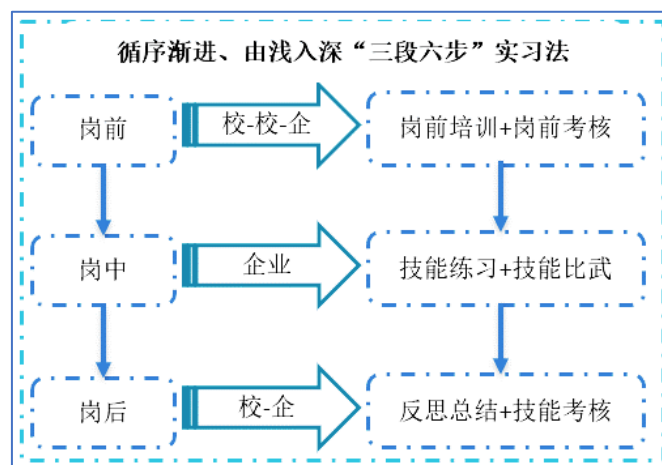 循序渐进、由浅入深“三段六步”实习法
岗前
校-校-企
岗前培训+岗前考核
岗中
企业
技能练习+技能比武
岗后
校-企
反思总结+技能考核